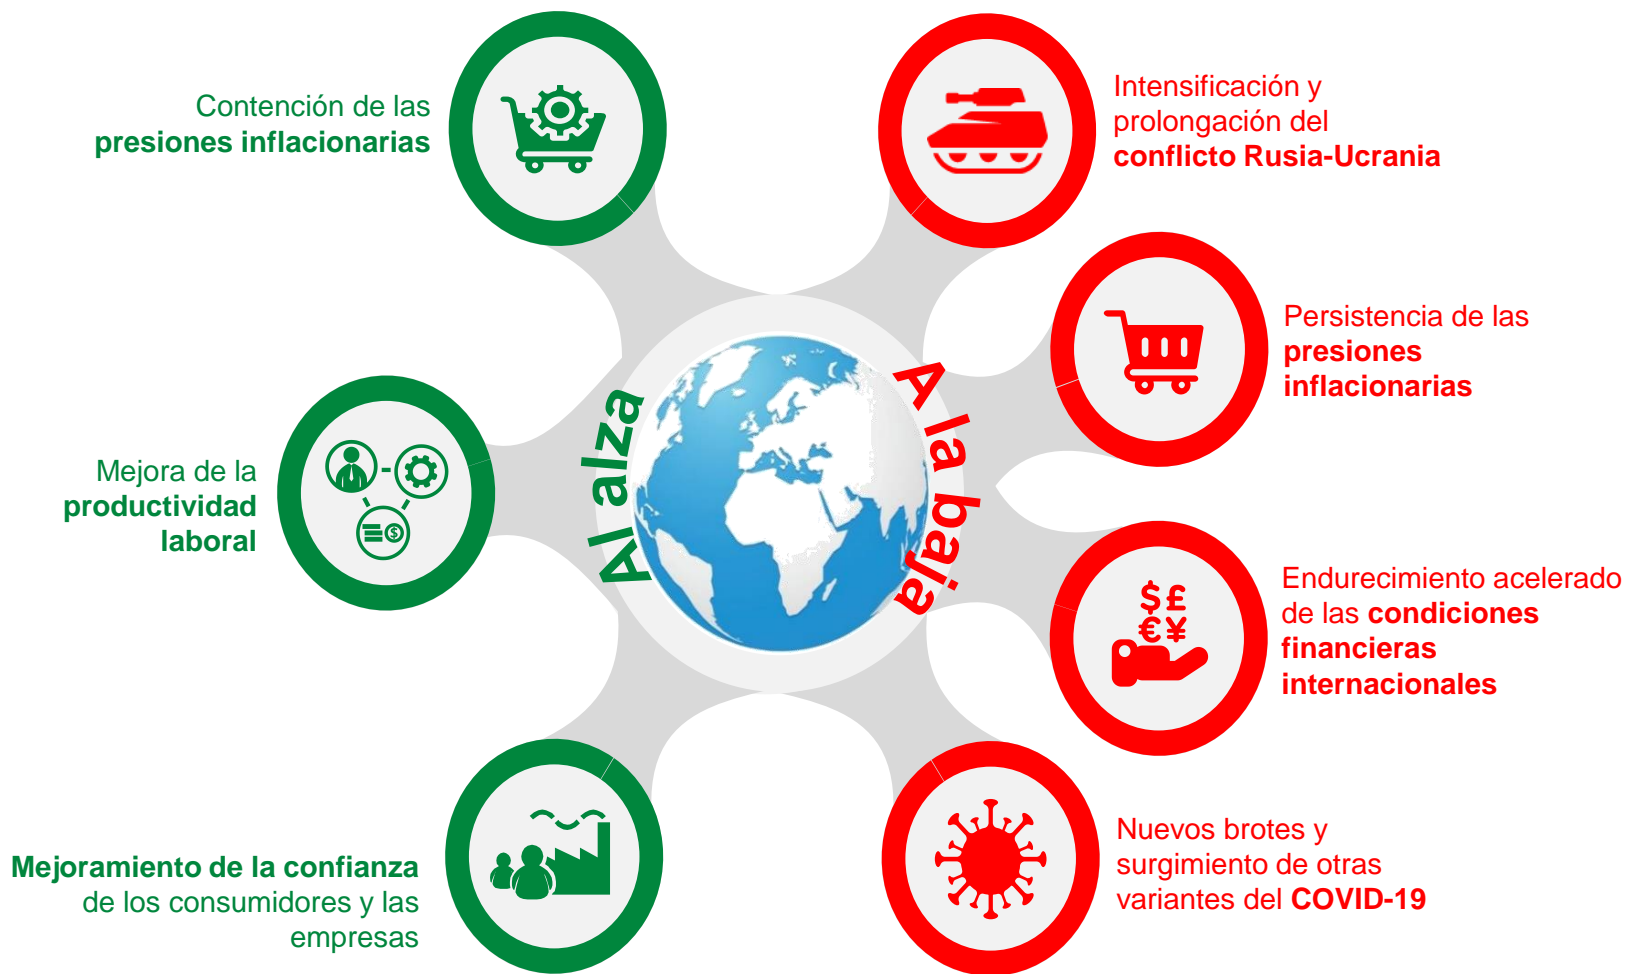 Contención de las
presiones inflacionarias
Mejora de la
productividad
laboral
Mejoramiento de la confianza
de los consumidores y las
empresas
Al alza
A la baja
Intensificación y
prolongación del
conflicto Rusia-Ucrania
Persistencia de las
presiones
inflacionarias
$£
€¥
Endurecimiento acelerado
de las condiciones
financieras
internacionales
Nuevos brotes y
surgimiento de otras
variantes del COVID-19
$